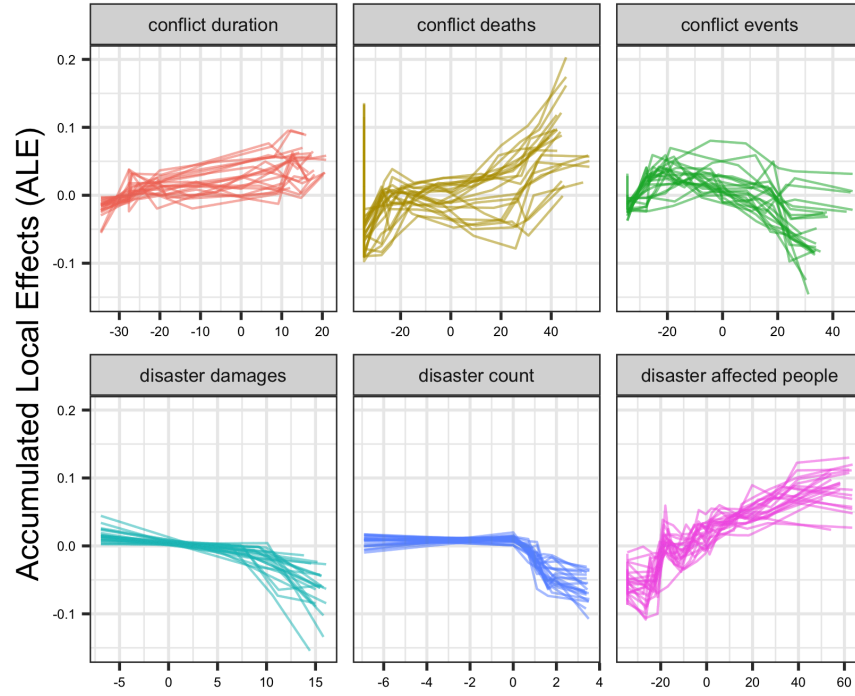 conflict duration conflict deaths conflict events
0.2
0.1
0.0
-0.1
-30 -20 -10 0 10 20 -20 0 20 40 -20 0 20 40
disaster damages disaster count disaster affected people
0.2
0.1
0.0
-0.1
-5 0 5 10 15 -6 -4 -2 0 2 4 -20 0 20 40 60
Accumulated Local Effects (ALE)